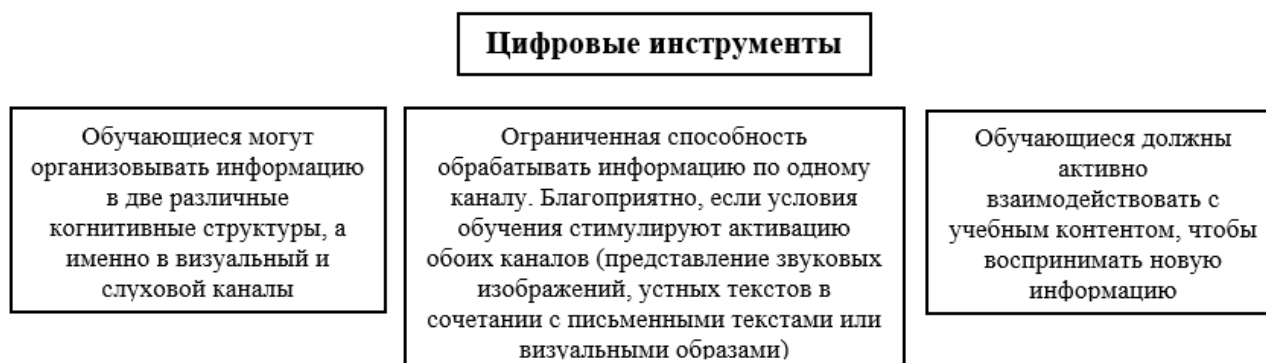 Цифровые инструменты
Обучающиеся могут
организовывать информацию
в две различные
когнитивные структуры, а
именно в визуальный и
слуховой каналы
Ограниченная способность
обрабатывать информацию по одному
каналу. Благоприятно, если условия
обучения стимулируют активацию
обоих каналов (представление звуковых
изображений, устных текстов в
сочетании с письменными текстами или
визуальными образами)
Обучающиеся должны
активно
взаимодействовать с
учебным контентом, чтобы
воспринимать новую
информацию